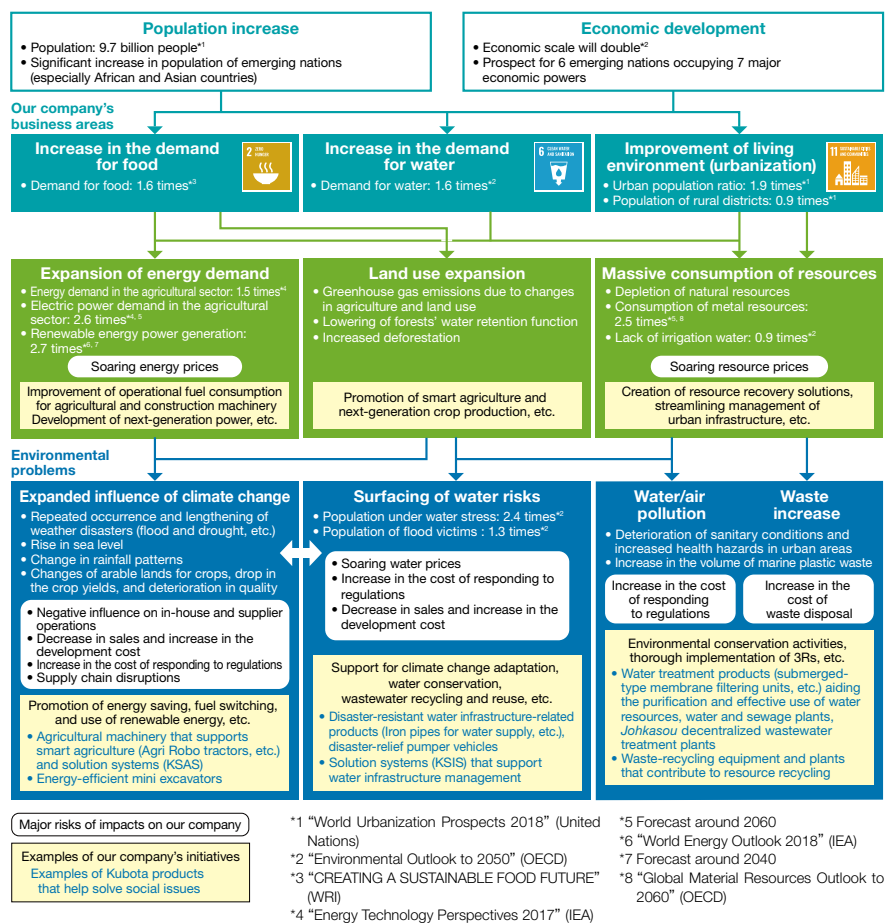 Population increase
• Population: 9.7 billion people*1
• Significant increase in population of emerging nations
(especially African and Asian countries)
Economic development
• Economic scale will double*2
• Prospect for 6 emerging nations occupying 7 major
economic powers
Our company's
business areas
Increase in the demand
for food
2 ZERO
HUNGER
• Demand for food: 1.6 times*3
Increase in the demand
for water
6 CLEAN WATER
AND SANITATION
• Demand for water: 1.6 times*2
Improvement of living
environment (urbanization)
11 SUSTAINABLE CITIES
AND COMMUNITIES
• Urban population ratio: 1.9 times*1
• Population of rural districts: 0.9 times*1
Expansion of energy demand
• Energy demand in the agricultural sector: 1.5 times*4
• Electric power demand in the agricultural
sector: 2.6 times*4, 5
• Renewable energy power generation:
2.7 times*6, 7
Soaring energy prices
Improvement of operational fuel consumption
for agricultural and construction machinery
Development of next-generation power, etc.
Land use expansion
• Greenhouse gas emissions due to changes
in agriculture and land use
• Lowering of forests' water retention function
• Increased deforestation
Promotion of smart agriculture and
next-generation crop production, etc.
Massive consumption of resources
• Depletion of natural resources
• Consumption of metal resources:
2.5 times*5, 8
• Lack of irrigation water: 0.9 times*2
Soaring resource prices
Creation of resource recovery solutions,
streamlining management of
urban infrastructure, etc.
Environmental
problems
Expanded influence of climate change
• Repeated occurrence and lengthening of
weather disasters (flood and drought, etc.)
• Rise in sea level
• Change in rainfall patterns
• Changes of arable lands for crops, drop in
the crop yields, and deterioration in quality
• Negative influence on in-house and supplier
operations
• Decrease in sales and increase in the
development cost
• Increase in the cost of responding to regulations
• Supply chain disruptions
Promotion of energy saving, fuel switching,
and use of renewable energy, etc.
• Agricultural machinery that supports
smart agriculture (Agri Robo tractors, etc.)
and solution systems (KSAS)
• Energy-efficient mini excavators
Surfacing of water risks
• Population under water stress: 2.4 times*2
• Population of flood victims : 1.3 times*2
• Soaring water prices
• Increase in the cost of responding to
regulations
• Decrease in sales and increase in the
development cost
Support for climate change adaptation,
water conservation,
wastewater recycling and reuse, etc.
• Disaster-resistant water infrastructure-related
products (Iron pipes for water supply, etc.),
disaster-relief pumper vehicles
• Solution systems (KSIS) that support
water infrastructure management
Water/air
pollution
Waste
increase
• Deterioration of sanitary conditions and
increased health hazards in urban areas
• Increase in the volume of marine plastic waste
Increase in the cost
of responding
to regulations
Increase in the
cost of
waste disposal
Environmental conservation activities,
thorough implementation of 3Rs, etc.
• Water treatment products (submerged-
type membrane filtering units, etc.) aiding
the purification and effective use of water
resources, water and sewage plants,
Johkasou decentralized wastewater
treatment plants
• Waste-recycling equipment and plants
that contribute to resource recycling
Major risks of impacts on our company
Examples of our company's initiatives
Examples of Kubota products
that help solve social issues
*1 “World Urbanization Prospects 2018” (United
Nations)
*2 “Environmental Outlook to 2050” (OECD)
*3 “CREATING A SUSTAINABLE FOOD FUTURE”
(WRI)
*4 “Energy Technology Perspectives 2017” (IEA)
*5 Forecast around 2060
*6 “World Energy Outlook 2018” (IEA)
*7 Forecast around 2040
*8 “Global Material Resources Outlook to
2060” (OECD)